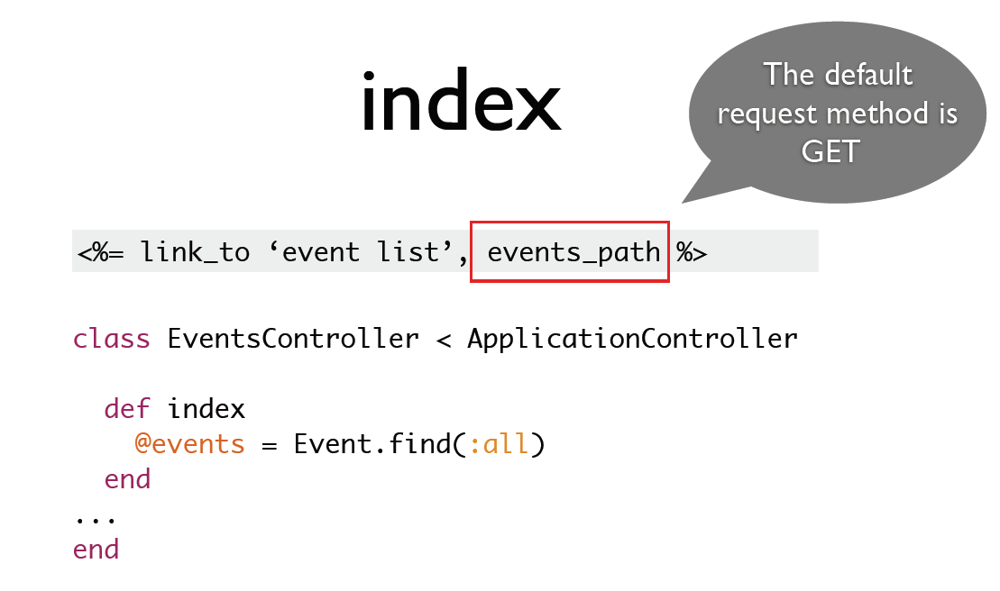 index
The default
request method is
GET
<%= link_to ‘event list’, events_path %>
class EventsController < ApplicationController
def index
@events = Event.find(:all)
end
...
end